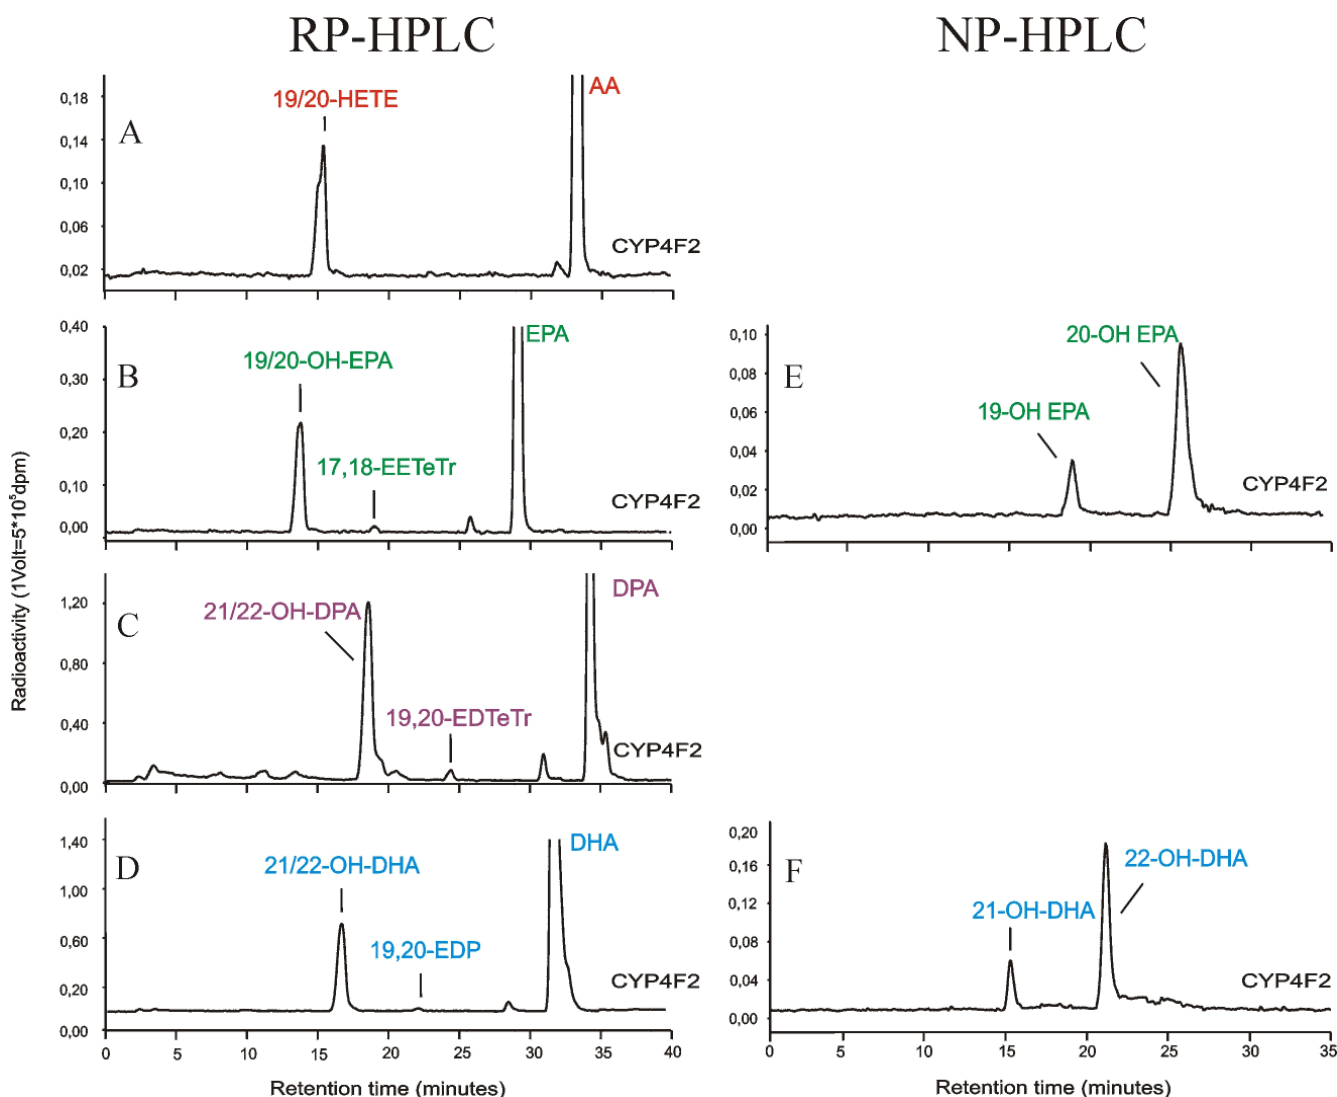 RP-HPLC
NP-HPLC
Radioactivity (1Volt=5*10⁵dpm)
A
0,18
0,14
0,10
0,06
0,02
19/20-HETE
AA
CYP4F2
B
0,40
0,30
0,20
0,10
0,00
19/20-OH-EPA
17,18-EETeTr
EPA
CYP4F2
E
0,10
0,08
0,06
0,04
0,02
0,00
19-OH EPA
20-OH EPA
CYP4F2
C
1,20
0,80
0,40
0,00
21/22-OH-DPA
19,20-EDTeTr
DPA
CYP4F2
D
1,40
1,00
0,60
0,20
0,00
21/22-OH-DHA
19,20-EDP
DHA
CYP4F2
0 5 10 15 20 25 30 35 40
Retention time (minutes)
F
0,20
0,16
0,12
0,08
0,04
0,00
21-OH-DHA
22-OH-DHA
CYP4F2
0 5 10 15 20 25 30 35
Retention time (minutes)